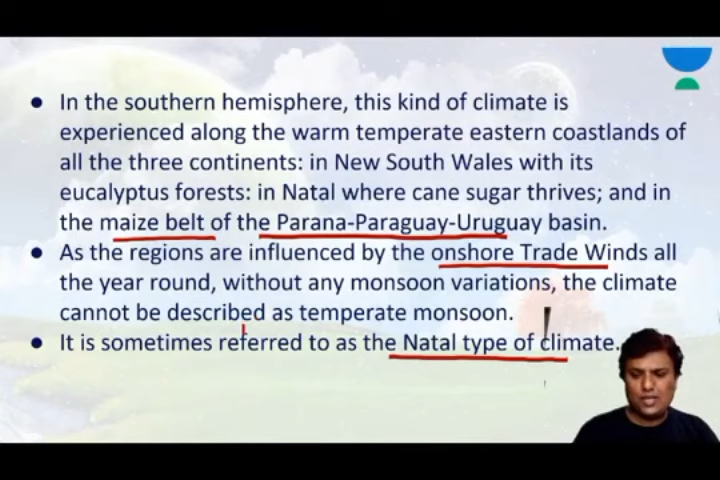 ● In the southern hemisphere, this kind of climate is
experienced along the warm temperate eastern coastlands of
all the three continents: in New South Wales with its
eucalyptus forests: in Natal where cane sugar thrives; and in
the maize belt of the Parana-Paraguay-Uruguay basin.
● As the regions are influenced by the onshore Trade Winds all
the year round, without any monsoon variations, the climate
cannot be described as temperate monsoon.
● It is sometimes referred to as the Natal type of climate.